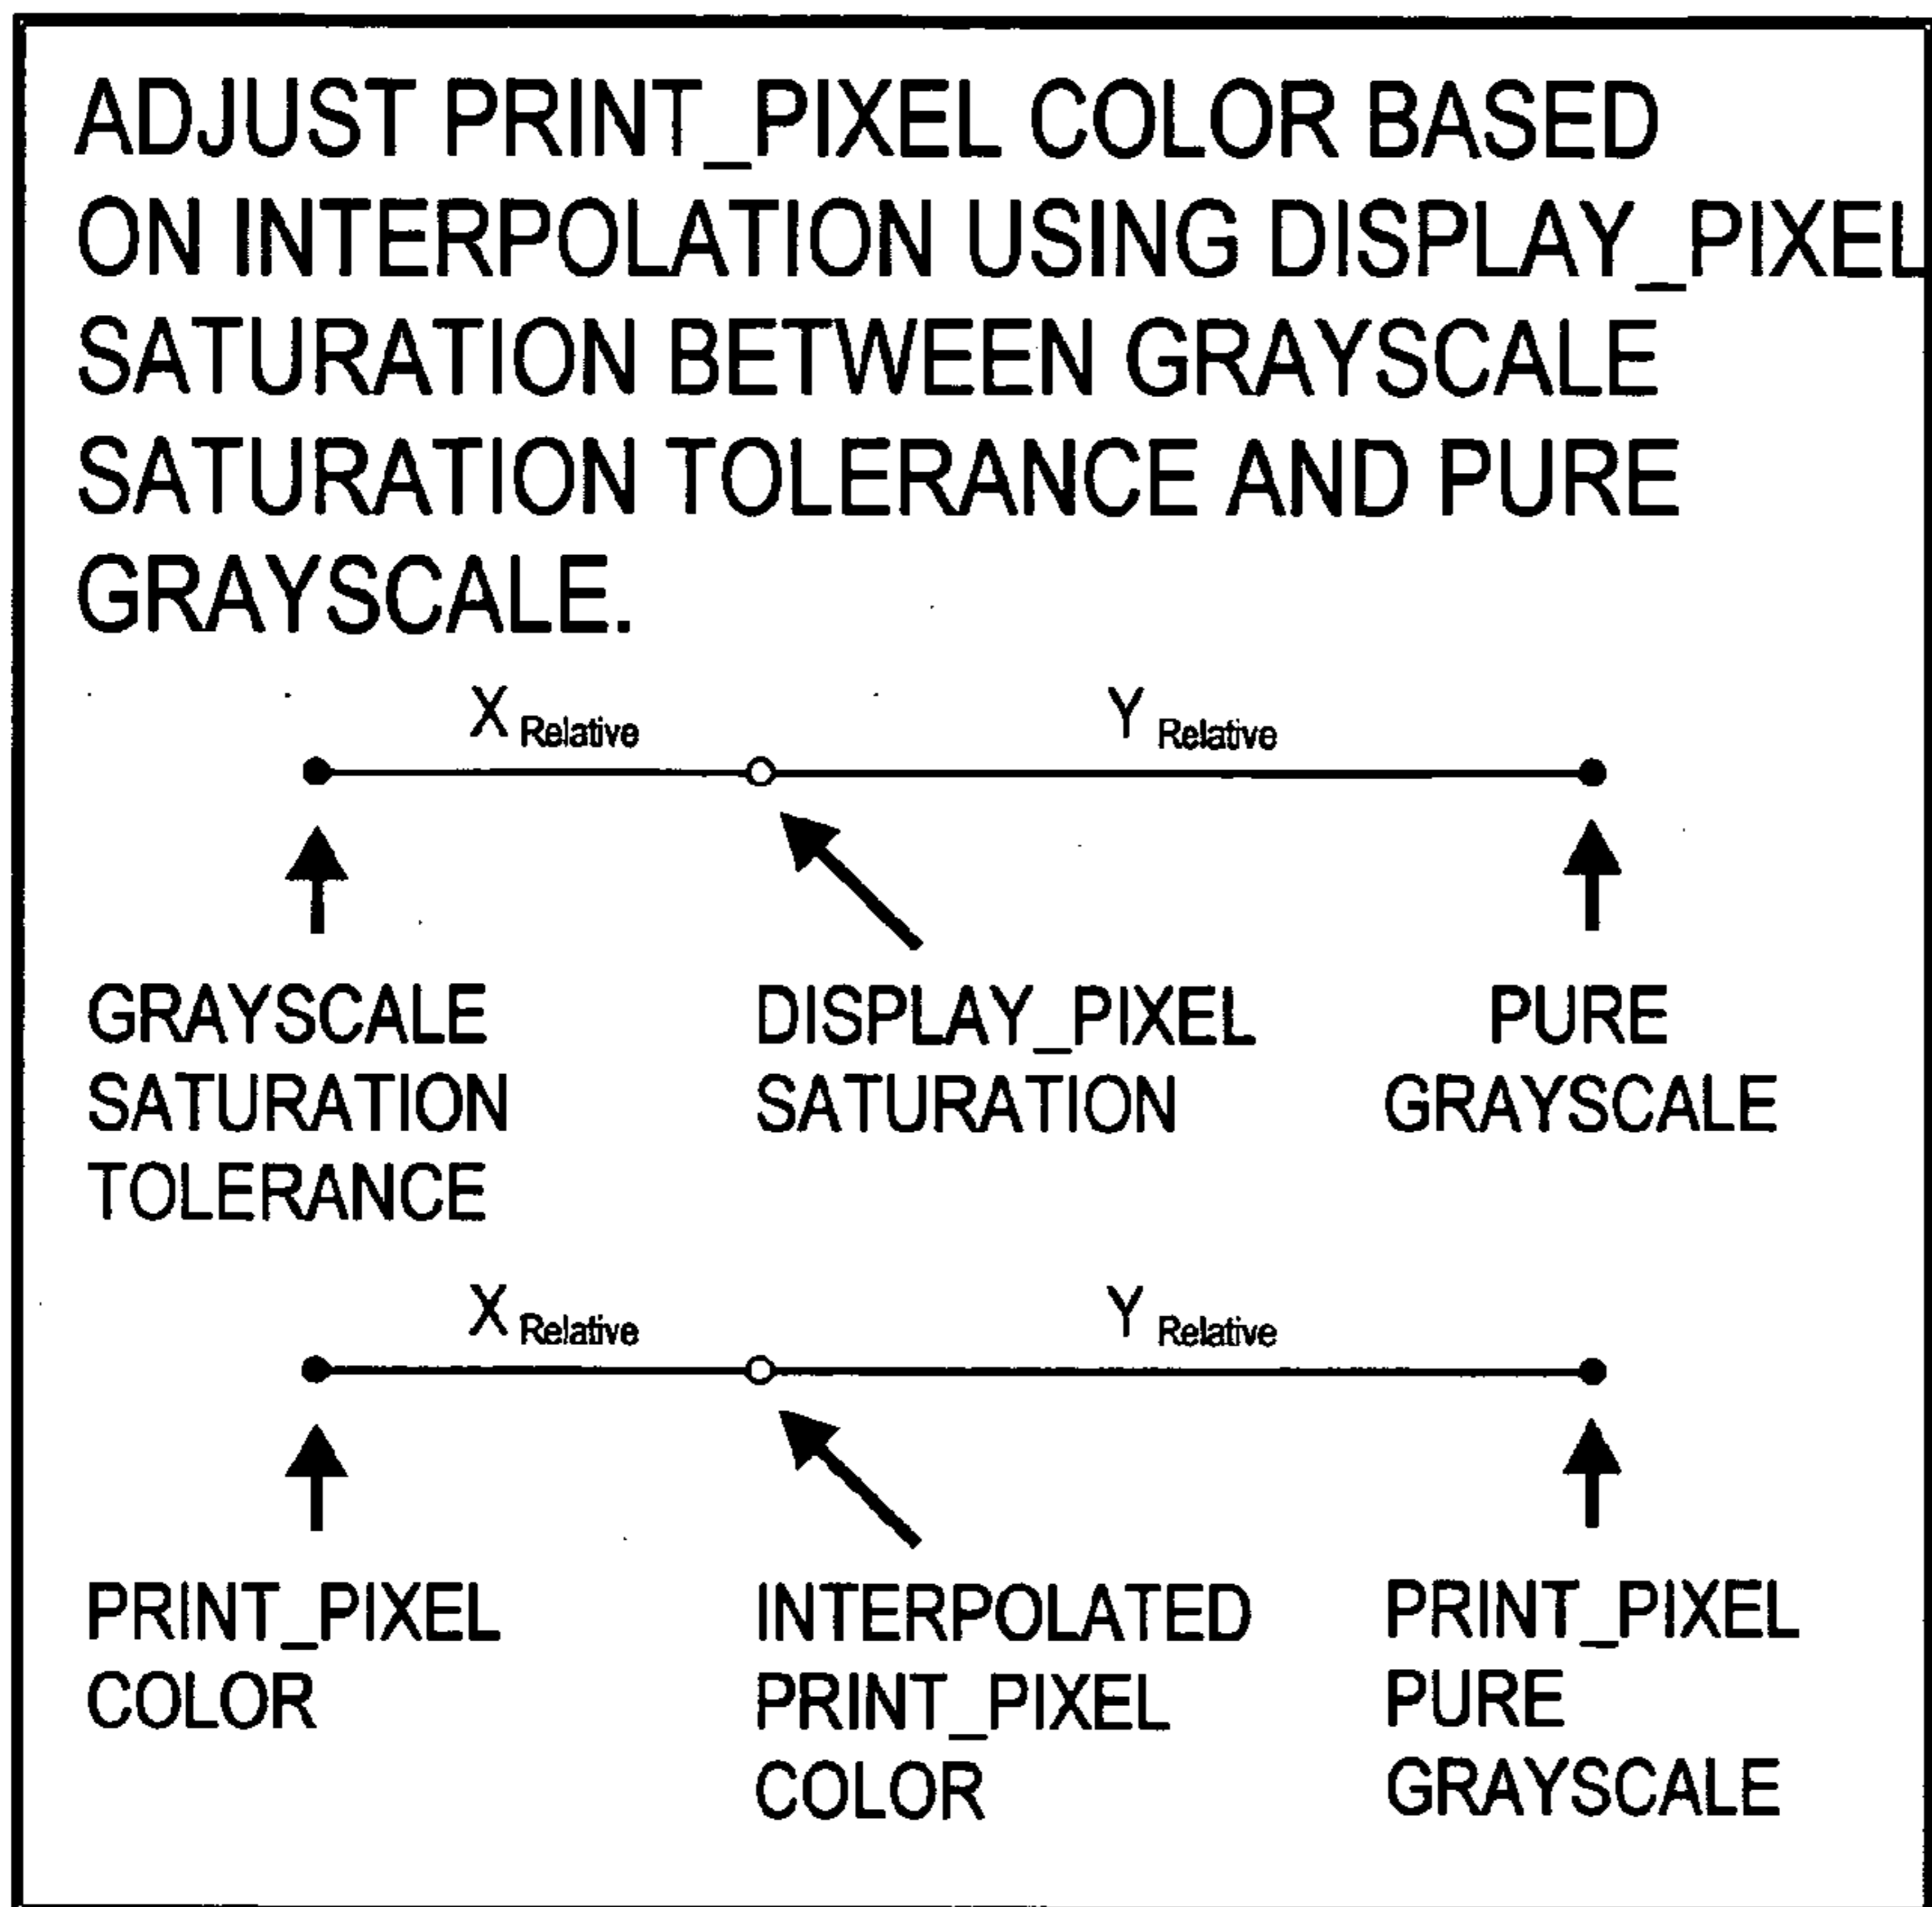 ADJUST PRINT_PIXEL COLOR BASED
ON INTERPOLATION USING DISPLAY_PIXEL
SATURATION BETWEEN GRAYSCALE
SATURATION TOLERANCE AND PURE
GRAYSCALE.
X Relative
Y Relative
GRAYSCALE
SATURATION
TOLERANCE
DISPLAY_PIXEL
SATURATION
PURE
GRAYSCALE
X Relative
Y Relative
PRINT_PIXEL
COLOR
INTERPOLATED
PRINT_PIXEL
COLOR
PRINT_PIXEL
PURE
GRAYSCALE